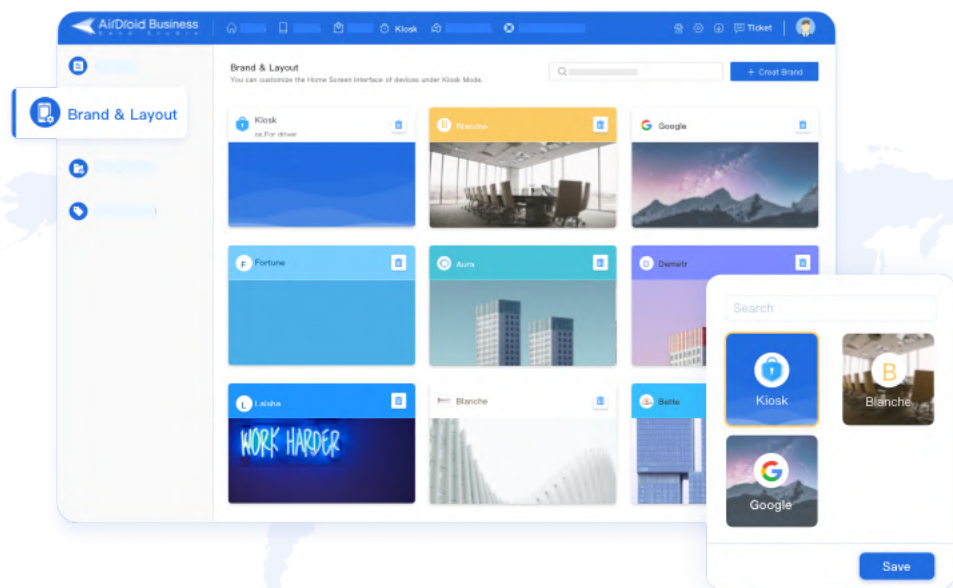 AirDroid Business
Kiosk
Ticket
Brand & Layout
Brand & Layout
You can customize the Home Screen interface of devices under Kiosk Mode.
+ Creat Brand
Kiosk
Blanche
Google
F Fortune
Aura
D Demetr
L Laisha
WORK HARDER
Blanche
Bette
Search
Kiosk
B
Blanche
Google
Save